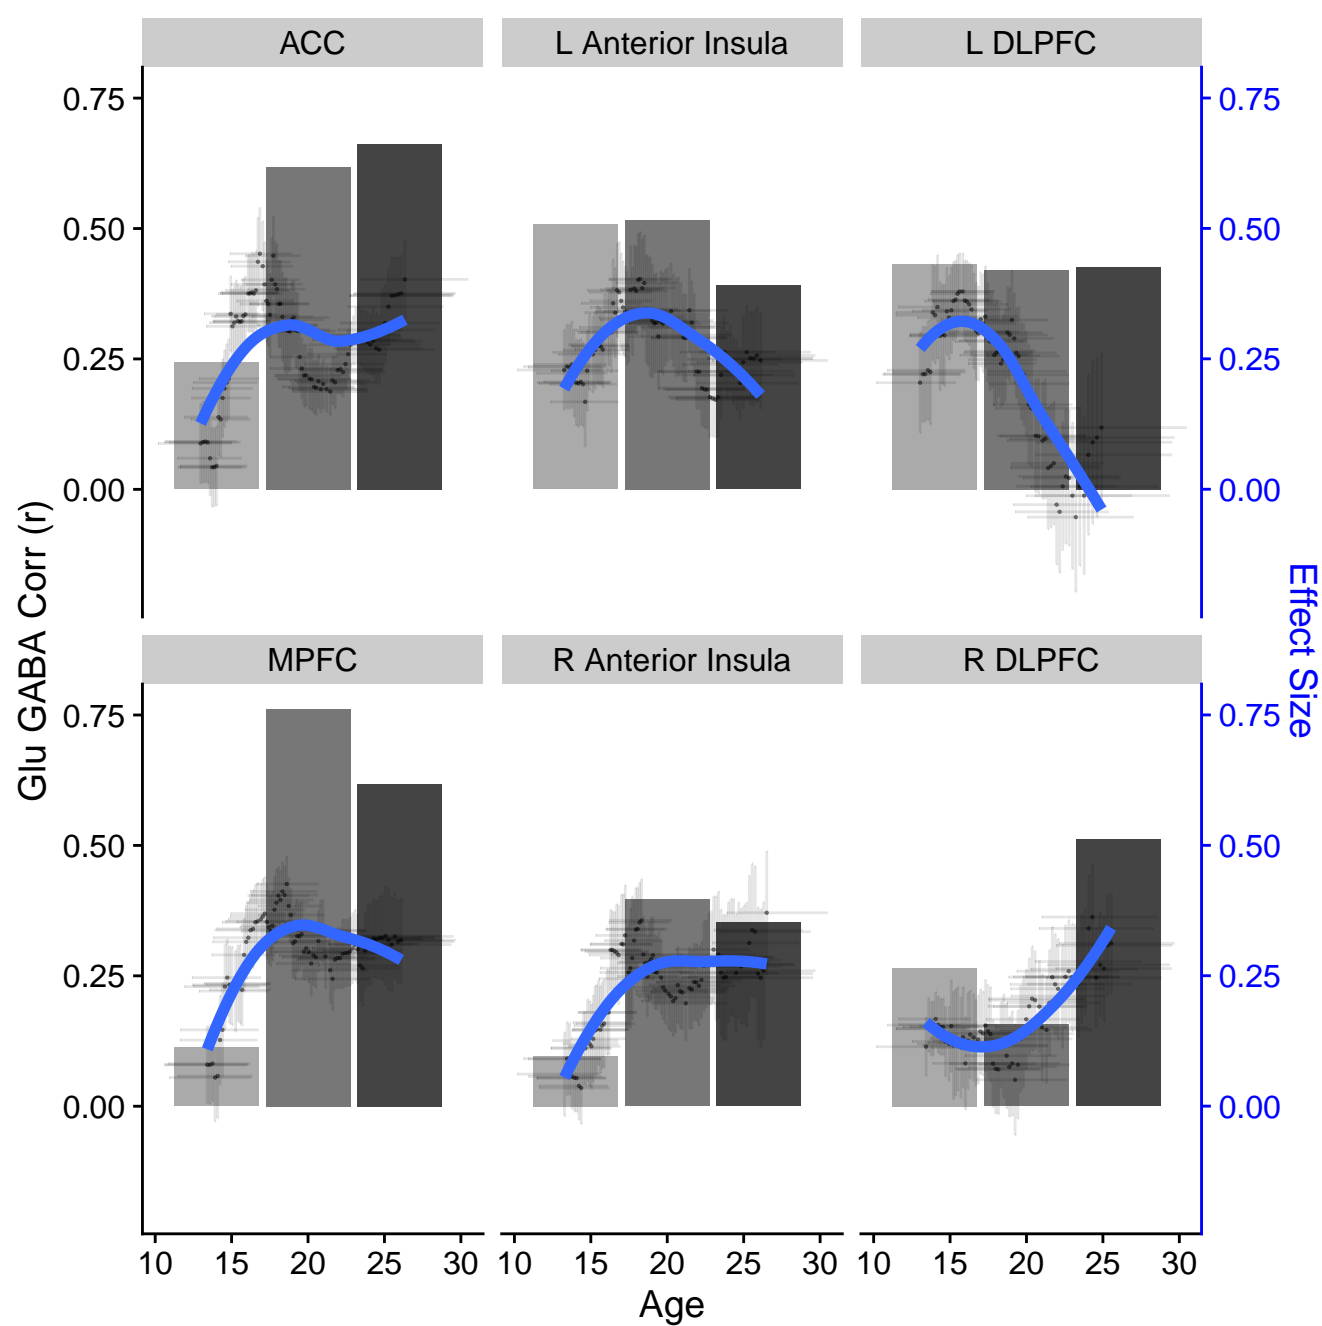 ACC
L Anterior Insula
L DLPFC
0.75
0.50
0.25
0.00
0.75
0.50
0.25
0.00
MPFC
R Anterior Insula
R DLPFC
0.75
0.50
0.25
0.00
0.75
0.50
0.25
0.00
Glu GABA Corr (r)
Effect Size
10 15 20 25 30
10 15 20 25 30
10 15 20 25 30
Age